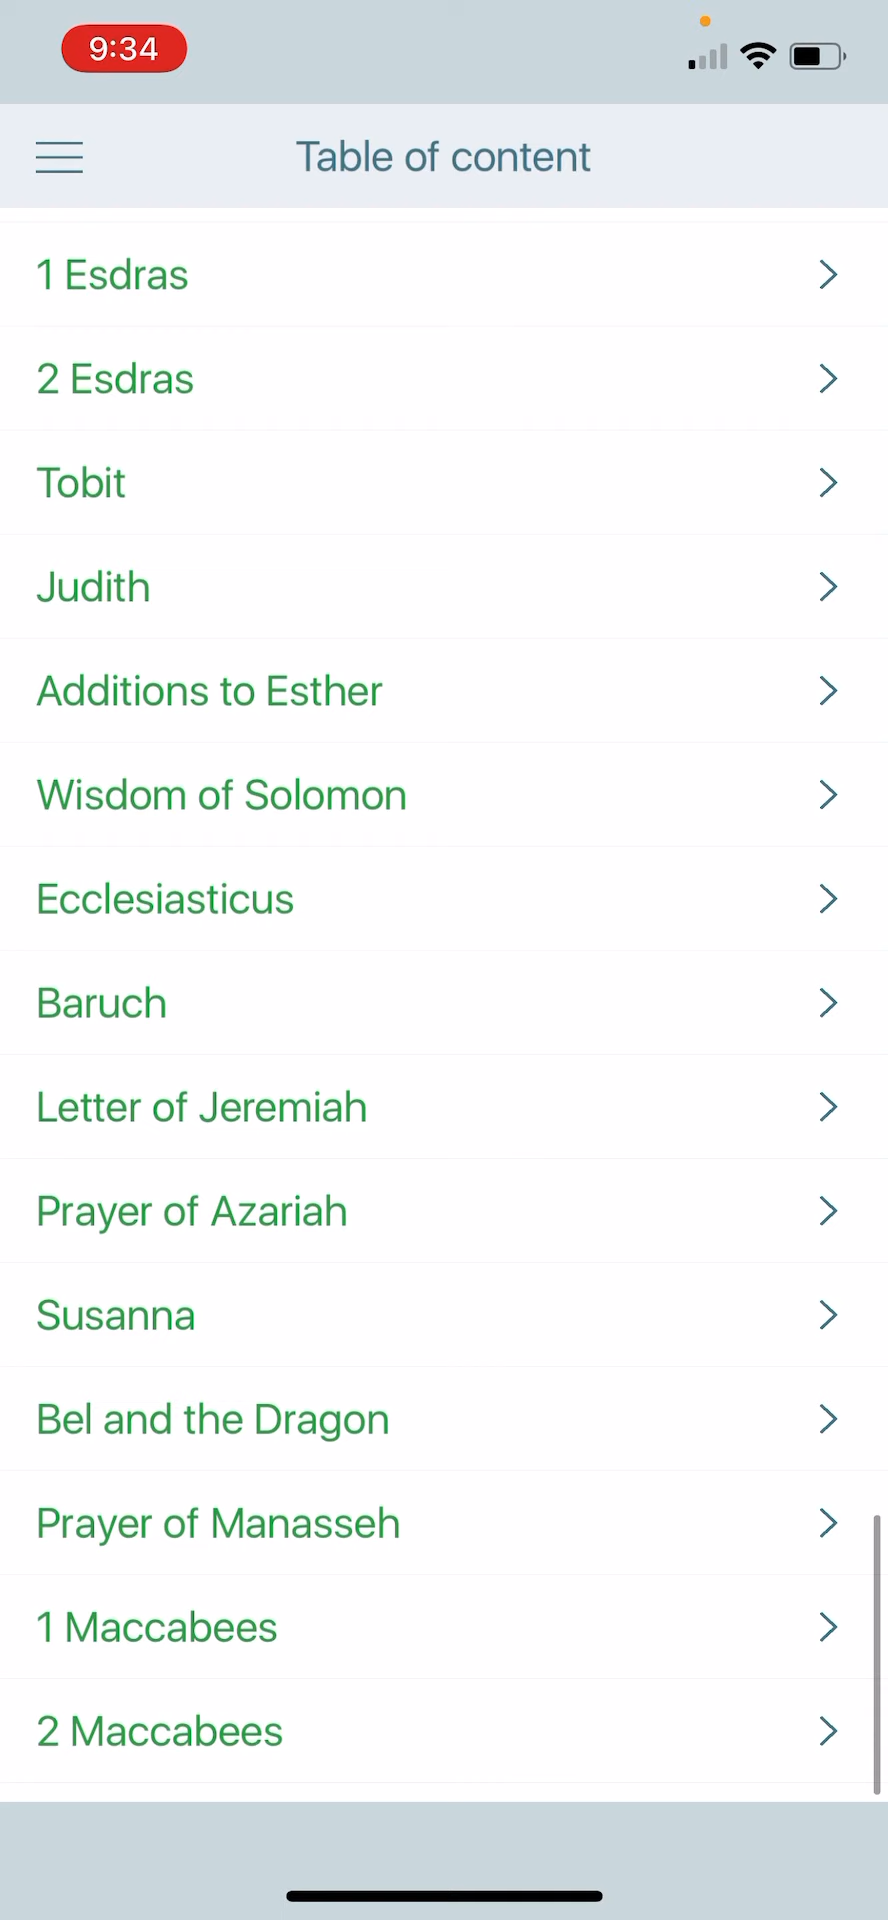 9:34
Table of content
1 Esdras
2 Esdras
Tobit
Judith
Additions to Esther
Wisdom of Solomon
Ecclesiasticus
Baruch
Letter of Jeremiah
Prayer of Azariah
Susanna
Bel and the Dragon
Prayer of Manasseh
1 Maccabees
2 Maccabees